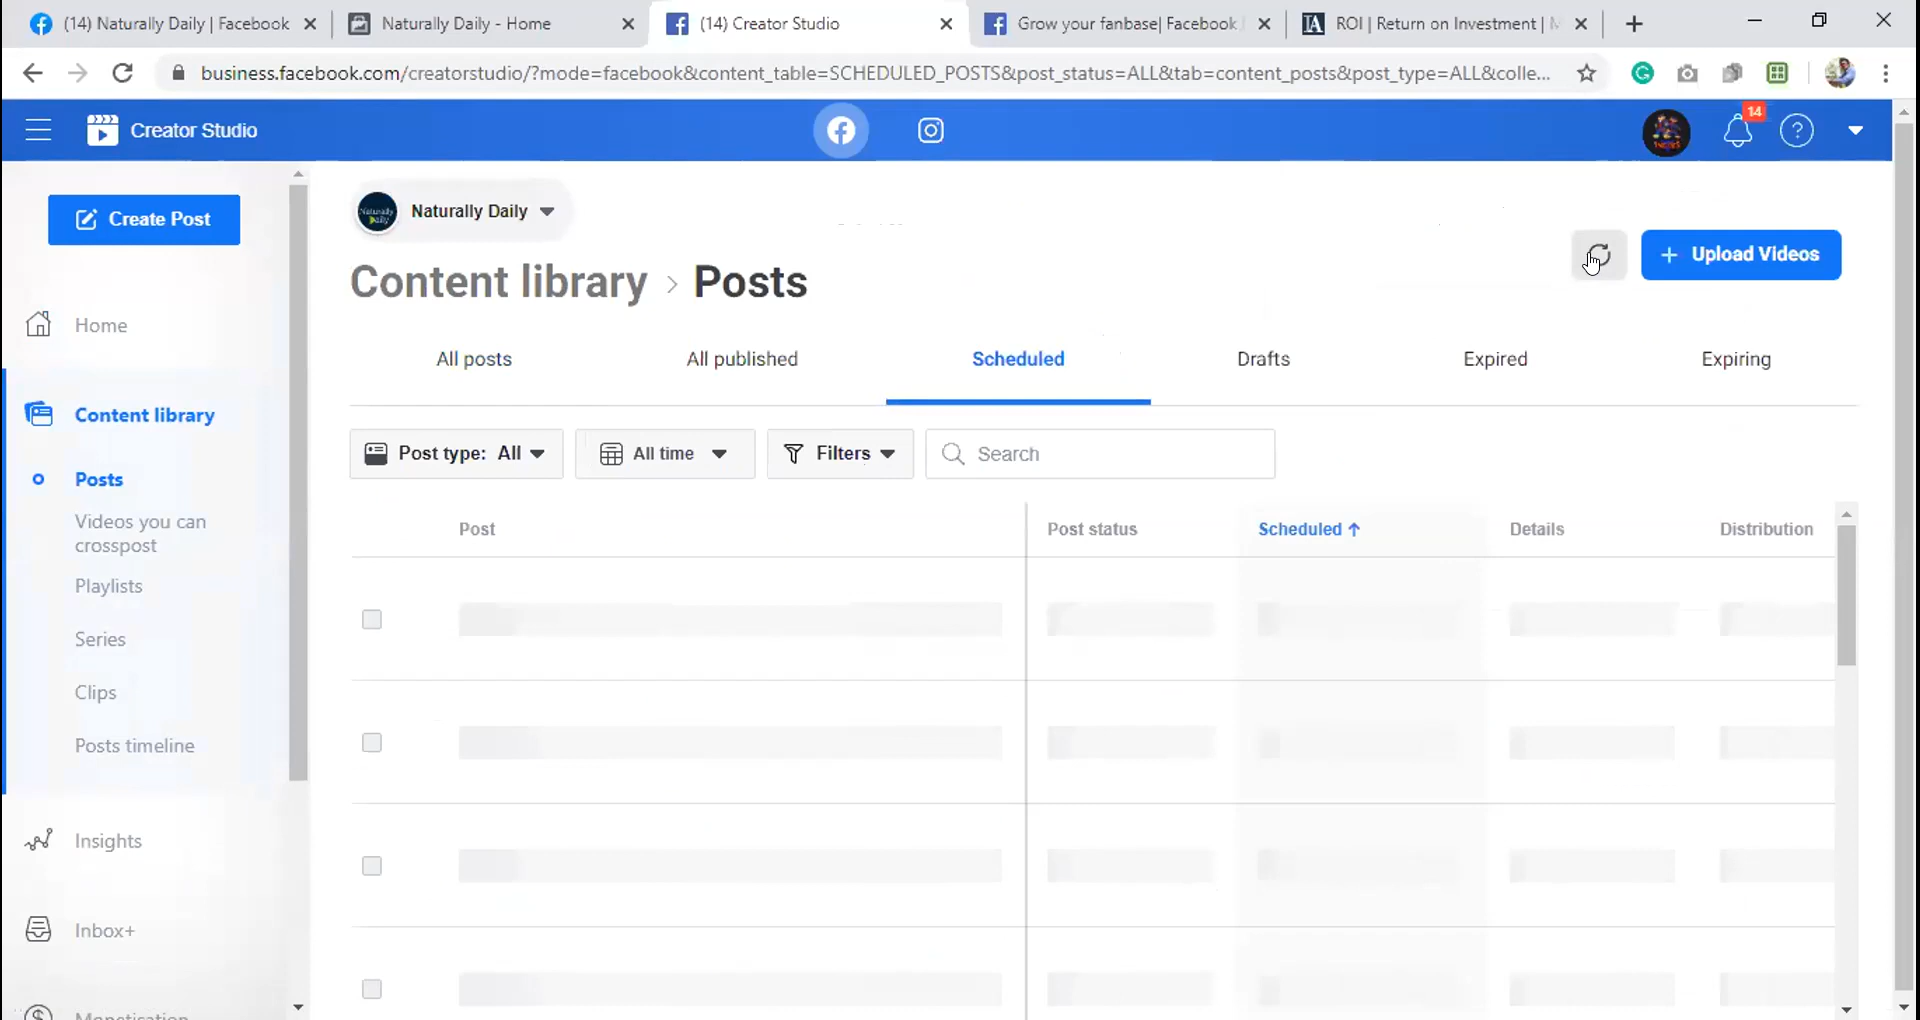 (14) Naturally Daily | Facebook
Naturally Daily - Home
(14) Creator Studio
Grow your fanbase| Facebook
ROI | Return on Investment |
business.facebook.com/creatorstudio/?mode=facebook&content_table=SCHEDULED_POSTS&post_status=ALL&tab=content_posts&post_type=ALL&colle...
Creator Studio
14
Create Post
Naturally Daily
Content library > Posts
Upload Videos
Home
All posts
All published
Scheduled
Drafts
Expired
Expiring
Content library
Post type: All
All time
Filters
Search
Posts
Videos you can
crosspost
Playlists
Series
Clips
Posts timeline
Post
Post status
Scheduled
Details
Distribution
Insights
Inbox+
Monetisation